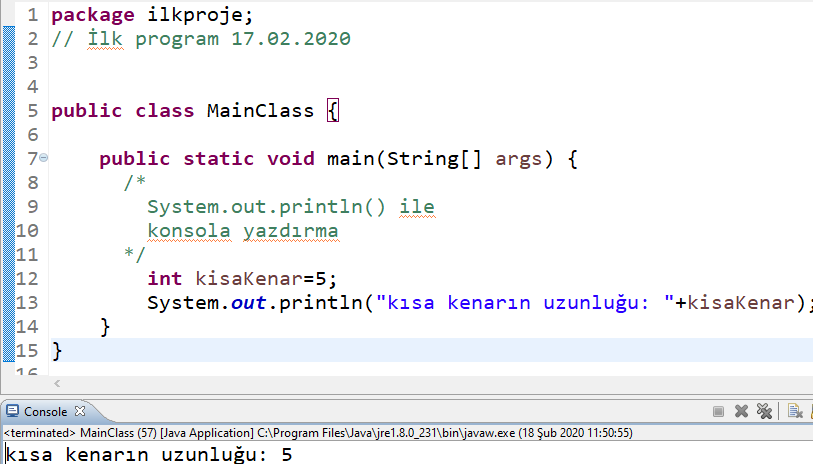 1 package ilkproje;
2 // İlk program 17.02.2020
3
4
5 public class MainClass {
6
7 public static void main(String[] args) {
8 /*
9 System.out.println() ile
10 konsola yazdırma
11 */
12 int kisaKenar=5;
13 System.out.println("kısa kenarın uzunluğu: "+kisaKenar);
14 }
15 }
16
Console
<terminated> MainClass (57) [Java Application] C:\Program Files\Java\jre1.8.0_231\bin\javaw.exe (18 Şub 2020 11:50:55)
kısa kenarın uzunluğu: 5